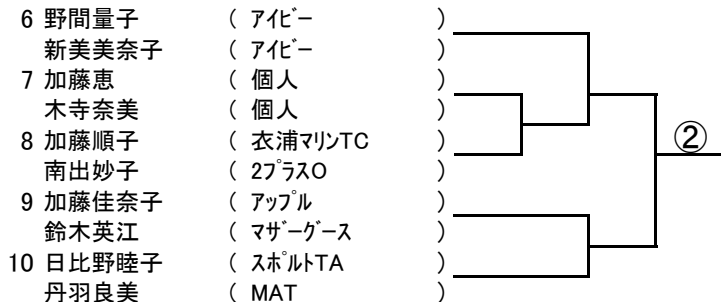 6 野間量子 ( ｱｲﾋﾞｰ )
新美美奈子 ( ｱｲﾋﾞｰ )
7 加藤恵 ( 個人 )
木寺奈美 ( 個人 )
8 加藤順子 ( 衣浦ﾏﾘﾝTC )
②
南出妙子 ( 2ﾌﾟﾗｽO )
9 加藤佳奈子 ( ｱｯﾌﾟﾙ )
鈴木英江 ( ﾏｻﾞｰｸﾞｰｽ )
10 日比野睦子 ( ｽﾎﾟﾙﾄTA )
丹羽良美 ( MAT )